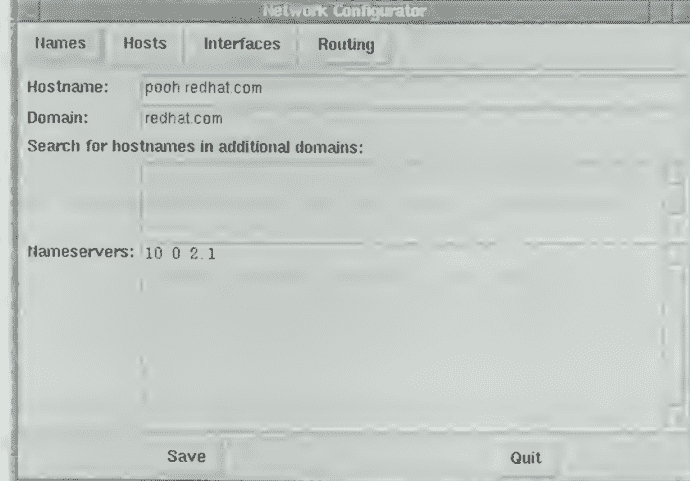 Network Configurator
Names Hosts Interfaces Routing
Hostname: pooh.redhat.com
Domain: redhat.com
Search for hostnames in additional domains:
Nameservers: 10.0.2.1
Save Quit